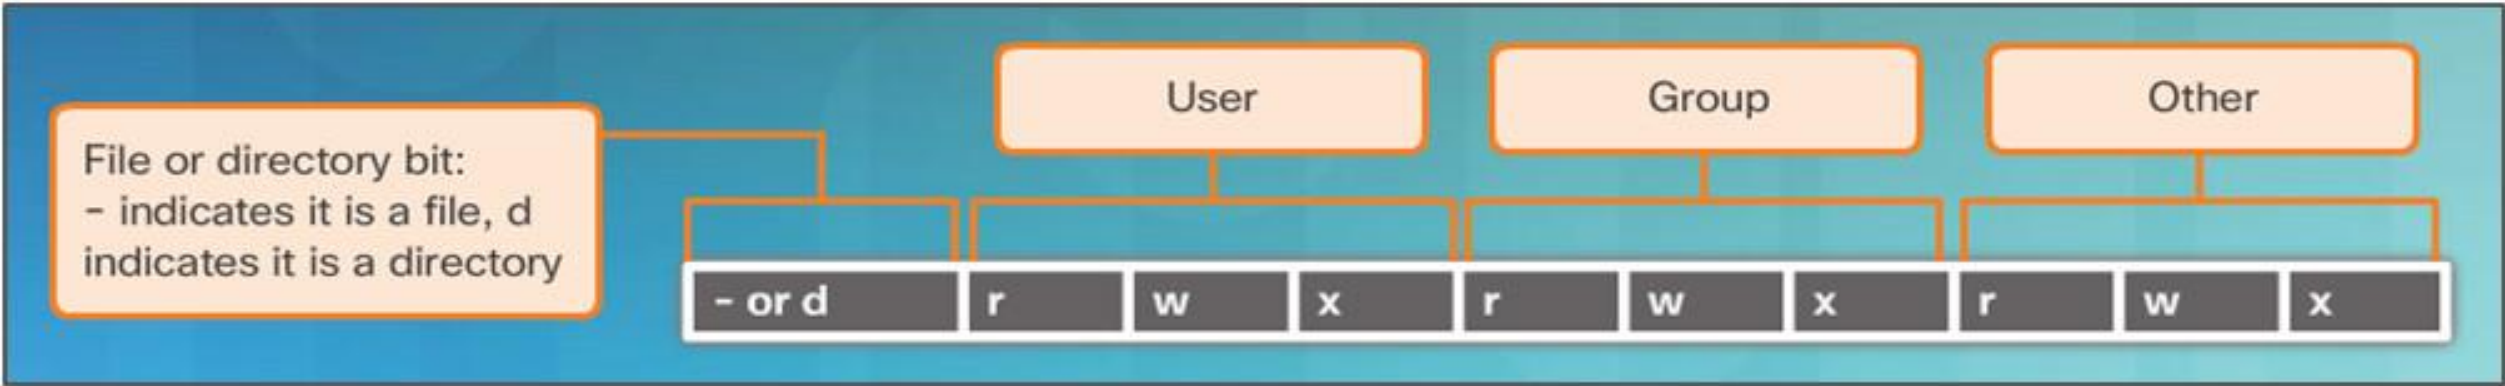 User
Group
Other
File or directory bit:
- indicates it is a file, d
indicates it is a directory
- or d r w x r w x r w x